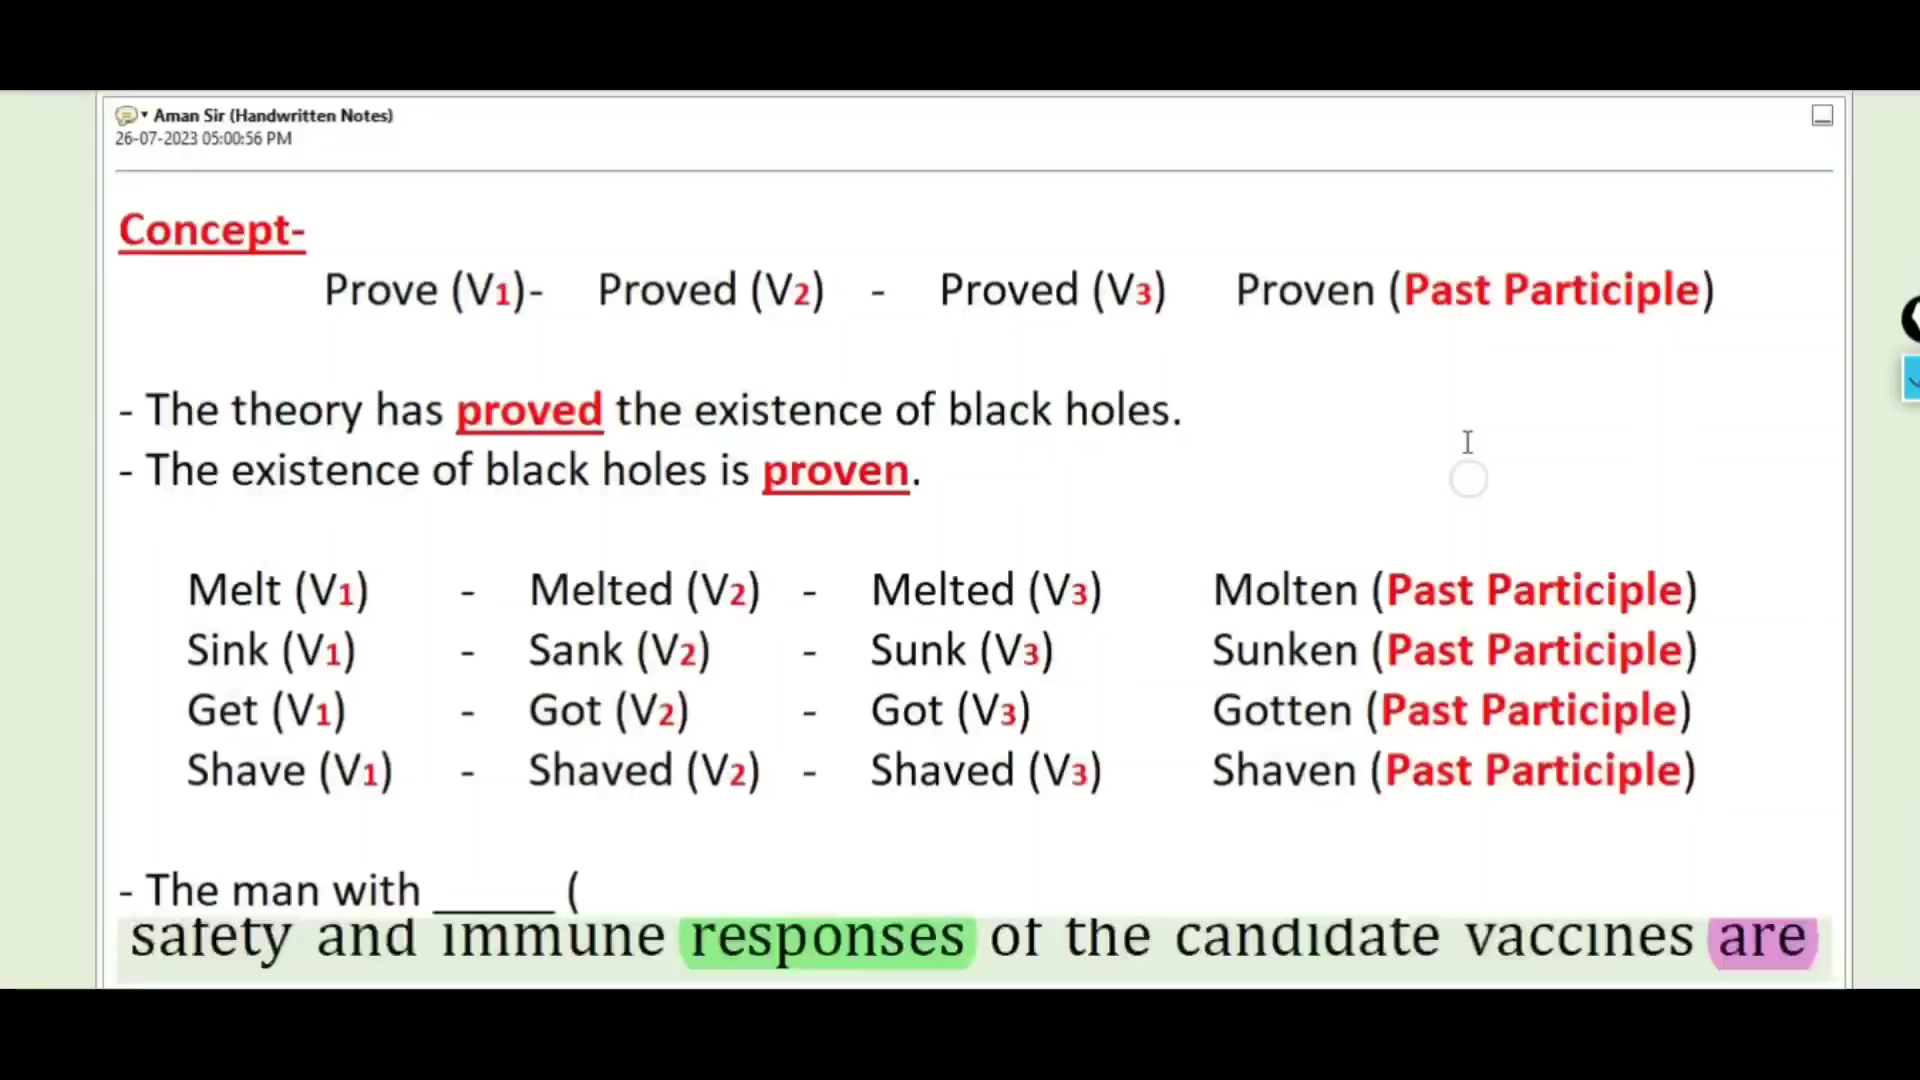 Aman Sir (Handwritten Notes)
26-07-2023 05:00:56 PM
Concept-
Prove (V1)- Proved (V2) - Proved (V3) Proven (Past Participle)
- The theory has proved the existence of black holes.
- The existence of black holes is proven.
Melt (V1) - Melted (V2) - Melted (V3) Molten (Past Participle)
Sink (V1) - Sank (V2) - Sunk (V3) Sunken (Past Participle)
Get (V1) - Got (V2) - Got (V3) Gotten (Past Participle)
Shave (V1) - Shaved (V2) - Shaved (V3) Shaven (Past Participle)
- The man with _____ (
safety and immune responses of the candidate vaccines are